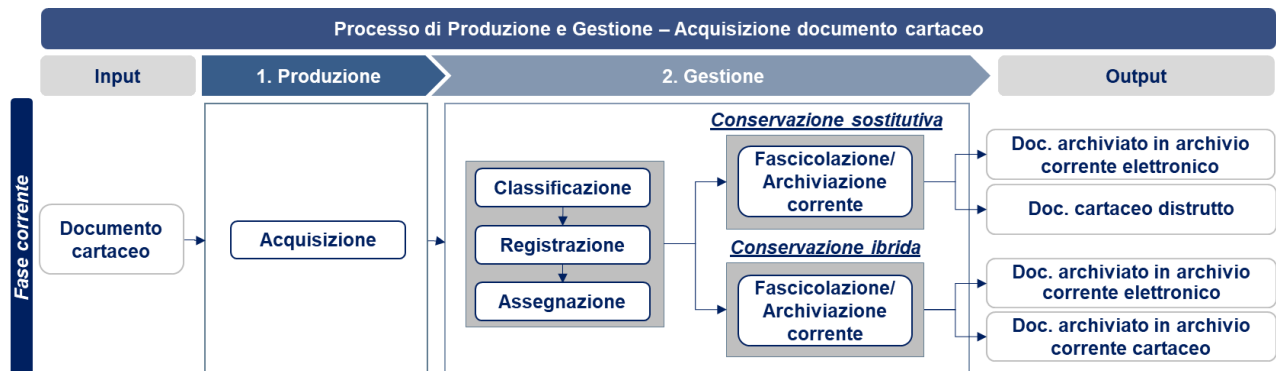 Processo di Produzione e Gestione – Acquisizione documento cartaceo
Input
1. Produzione
2. Gestione
Output
Fase corrente
Documento
cartaceo
Acquisizione
Classificazione
Registrazione
Assegnazione
Conservazione sostitutiva
Fascicolazione/
Archiviazione
corrente
Conservazione ibrida
Fascicolazione/
Archiviazione
corrente
Doc. archiviato in archivio
corrente elettronico
Doc. cartaceo distrutto
Doc. archiviato in archivio
corrente elettronico
Doc. archiviato in archivio
corrente cartaceo